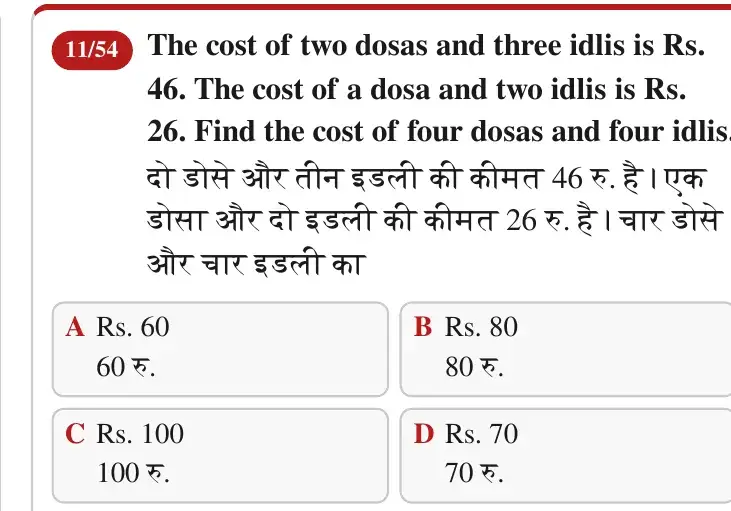 11/54 The cost of two dosas and three idlis is Rs.
46. The cost of a dosa and two idlis is Rs.
26. Find the cost of four dosas and four idlis.
दो डोसे और तीन इडली की कीमत 46 रु. है। एक
डोसा और दो इडली की कीमत 26 रु. है। चार डोसे
और चार इडली का
A Rs. 60
60 रु.
B Rs. 80
80 रु.
C Rs. 100
100 रु.
D Rs. 70
70 रु.